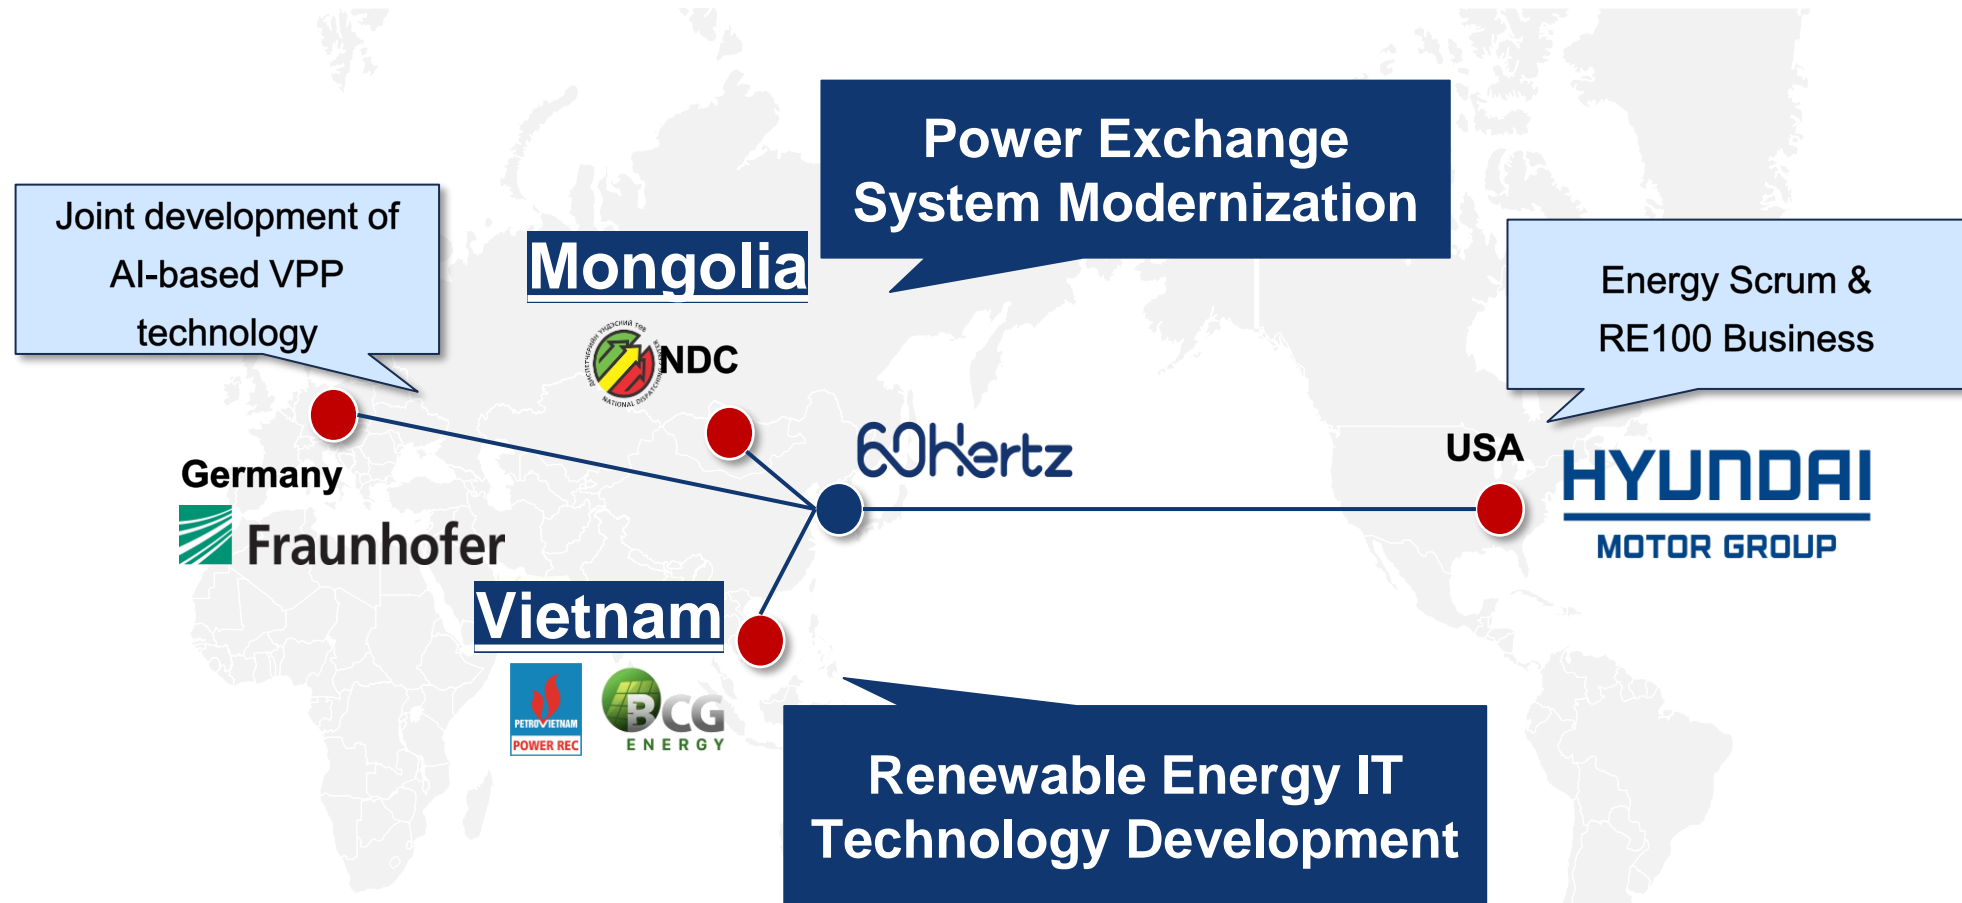 Power Exchange
System Modernization
Joint development of
AI-based VPP
technology
Mongolia
Energy Scrum &
RE100 Business
NDC
60Hertz
USA
HYUNDAI
MOTOR GROUP
Germany
Fraunhofer
Vietnam
PETROVIETNAM
POWER REC
BCG
ENERGY
Renewable Energy IT
Technology Development